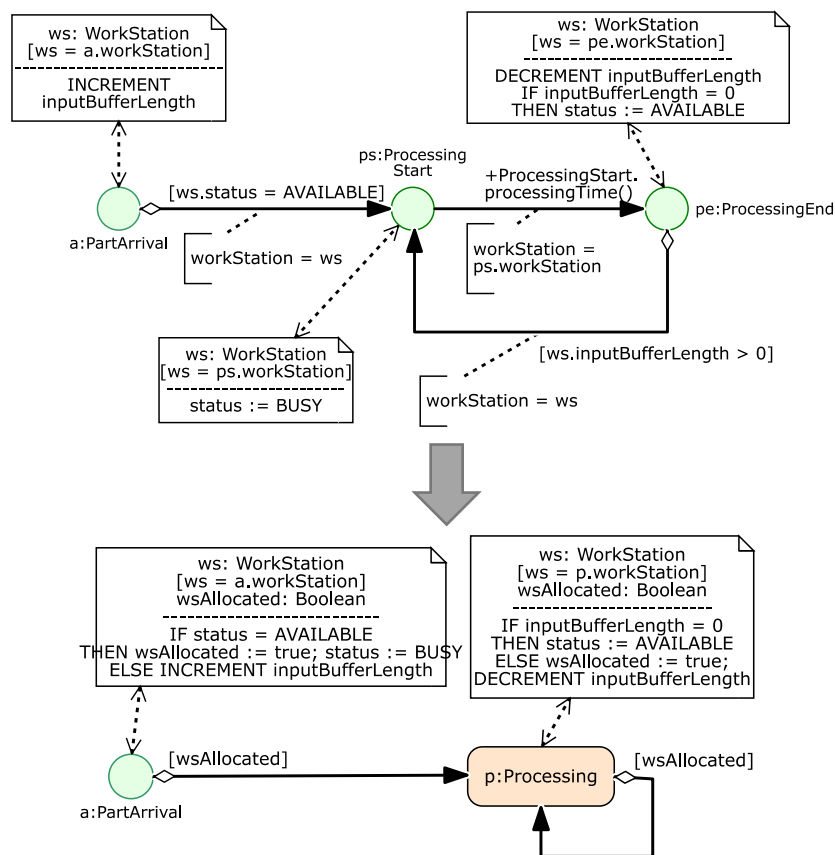 ws: WorkStation
[ws = a.workStation]
INCREMENT
inputBufferLength
ws: WorkStation
[ws = pe.workStation]
DECREMENT inputBufferLength
IF inputBufferLength = 0
THEN status := AVAILABLE
ps:Processing
Start
[ws.status = AVAILABLE]
+ProcessingStart.
processingTime()
a:PartArrival
pe:ProcessingEnd
workStation = ws
workStation =
ps.workStation
ws: WorkStation
[ws = ps.workStation]
status := BUSY
[ws.inputBufferLength > 0]
workStation = ws
ws: WorkStation
[ws = a.workStation]
wsAllocated: Boolean
IF status = AVAILABLE
THEN wsAllocated := true; status := BUSY
ELSE INCREMENT inputBufferLength
ws: WorkStation
[ws = p.workStation]
wsAllocated: Boolean
IF inputBufferLength = 0
THEN status := AVAILABLE
ELSE wsAllocated := true;
DECREMENT inputBufferLength
[wsAllocated]
a:PartArrival
p:Processing
[wsAllocated]